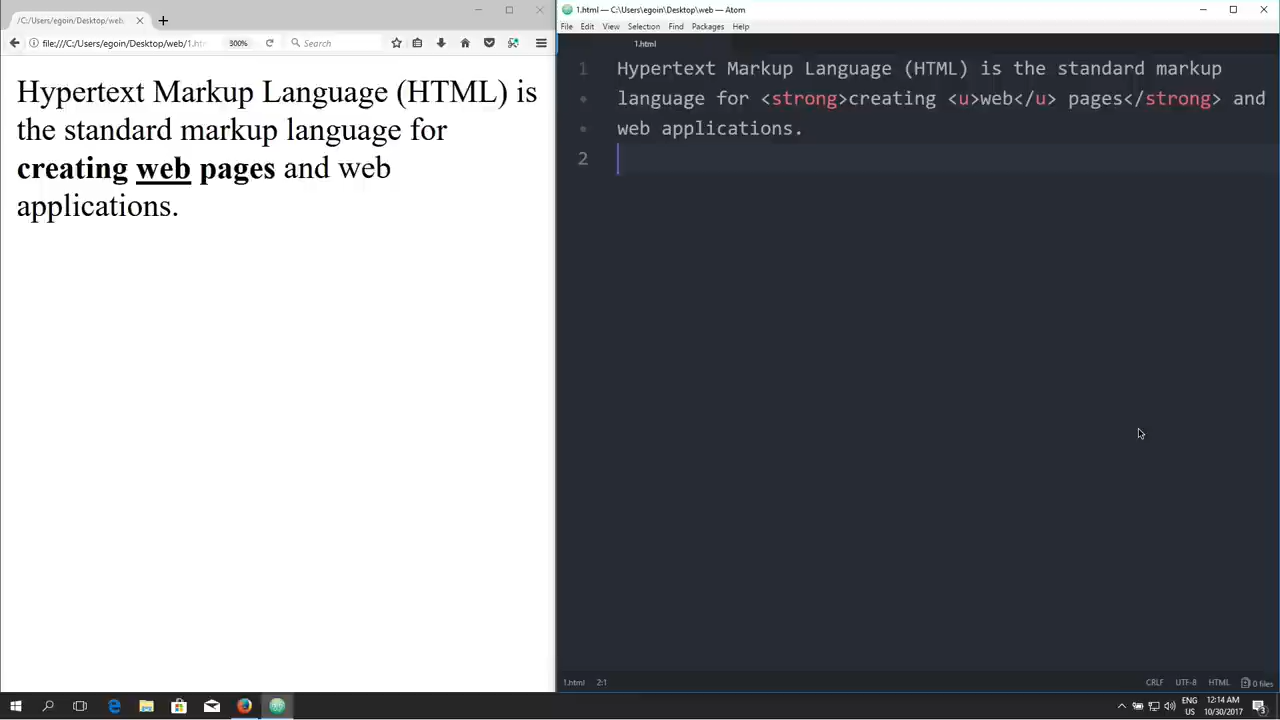 /C:/Users/egoin/Desktop/web
file:///C:/Users/egoin/Desktop/web/1.ht
300%
Search
Hypertext Markup Language (HTML) is
the standard markup language for
creating web pages and web
applications.
1.html — C:\Users\egoin\Desktop\web — Atom
File Edit View Selection Find Packages Help
1.html
1 Hypertext Markup Language (HTML) is the standard markup
language for <strong>creating <u>web</u> pages</strong> and
web applications.
2
1.html 2:1
CRLF UTF-8 HTML 0 files
ENG 12:14 AM
US 10/30/2017